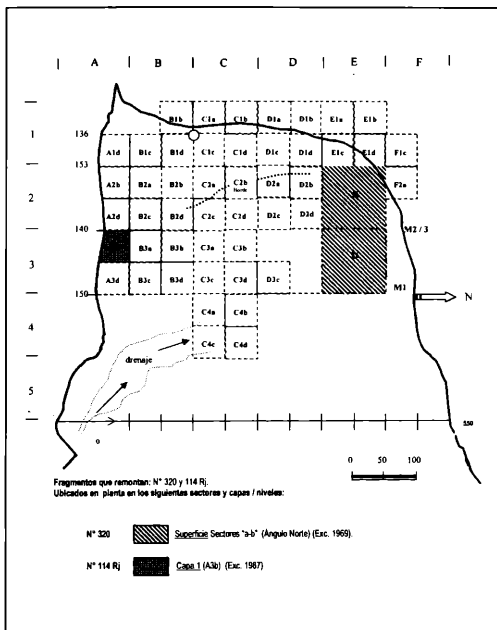 A B C D E F
B1b C1a C1b D1a D1b E1a E1b
1 136
A1d B1c B1d C1c C1d D1c D1d E1c E1d F1c
153
A2b B2a B2b C2a C2b D2a D2b F2a
Norte
2
A2d B2c B2d C2c C2d D2c D2d
140 M2 / 3
B3a B3b C3a C3b
3
A3d B3c B3d C3c C3d D3c M1
150 N
C4a C4b
4
C4c C4d
drenaje
5
0 550
0 50 100
Fragmentos que remontan: N° 320 y 114 Rj.
Ubicados en planta en los siguientes sectores y capas / niveles:
N° 320 Superficie Sectores "a-b" (Angulo Norte) (Exc. 1969).
N° 114 Rj Capa 1 (A3b) (Exc. 1987)